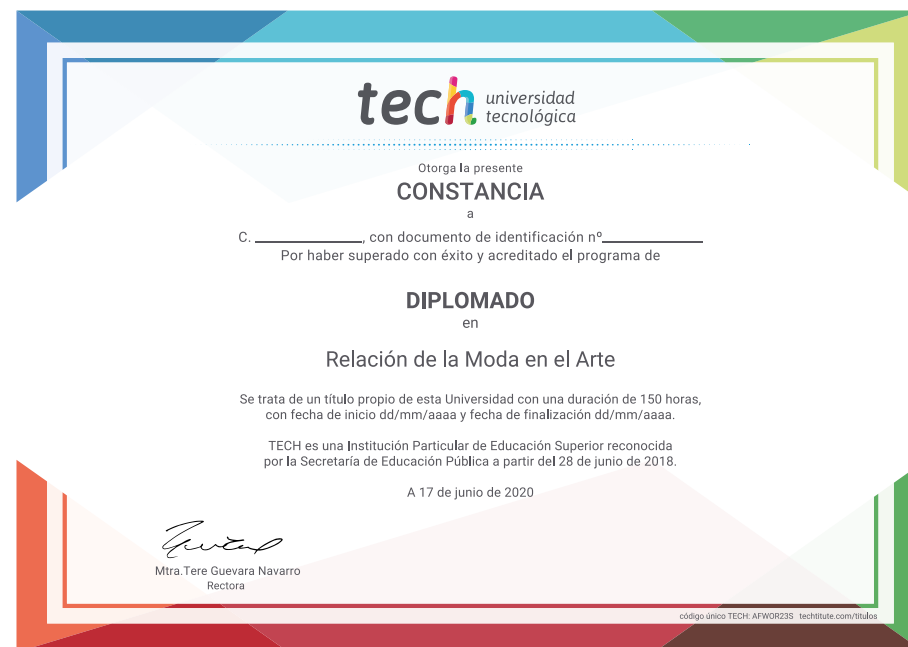 tech universidad
tecnológica
Otorga la presente
CONSTANCIA
a
C. ____________, con documento de identificación nº____________
Por haber superado con éxito y acreditado el programa de
DIPLOMADO
en
Relación de la Moda en el Arte
Se trata de un título propio de esta Universidad con una duración de 150 horas,
con fecha de inicio dd/mm/aaaa y fecha de finalización dd/mm/aaaa.
TECH es una Institución Particular de Educación Superior reconocida
por la Secretaría de Educación Pública a partir del 28 de junio de 2018.
A 17 de junio de 2020
Mtra.Tere Guevara Navarro
Rectora
código único TECH: AFWOR23S techtitute.com/titulos